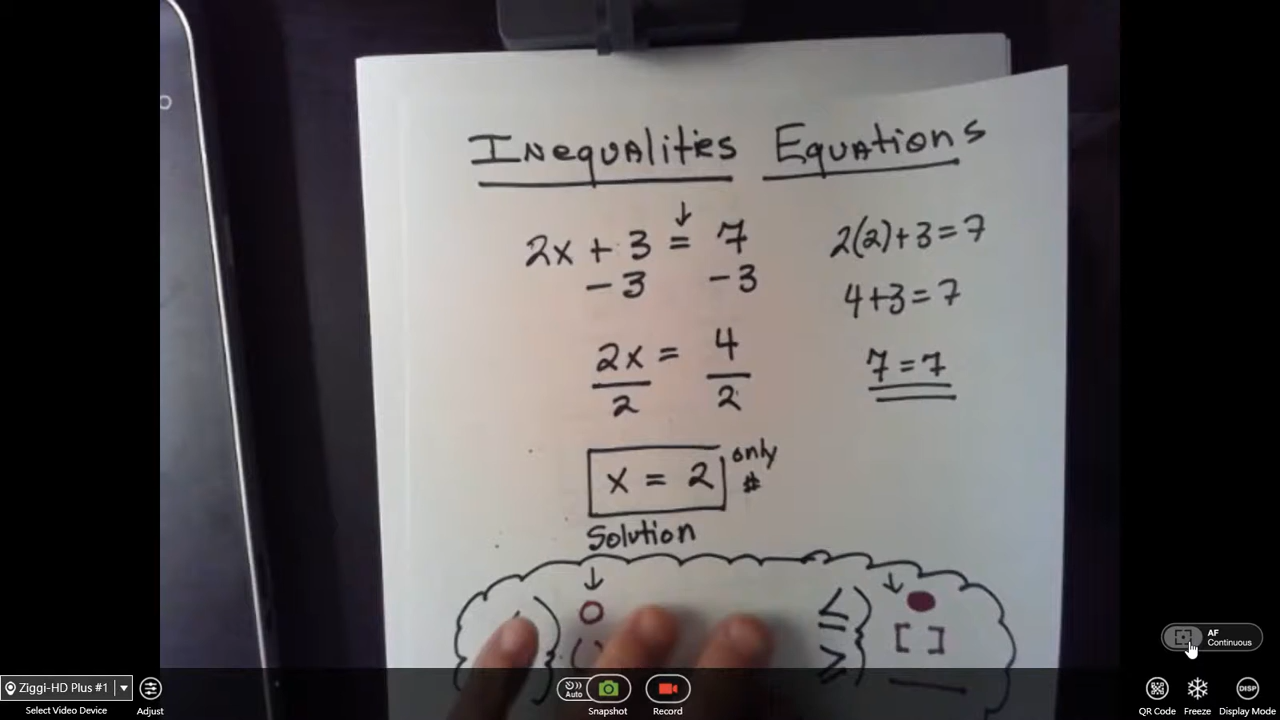 Inequalities Equations
2x + 3 = 7
- 3 - 3
2x = 4
2 2
x = 2 only #
Solution
2(2)+3=7
4+3=7
7=7
( )
≤
≥
[ ]
AF
Continuous
Ziggi-HD Plus #1
Select Video Device
Adjust
Auto
Snapshot
Record
QR Code
Freeze
DISP
Display Mode